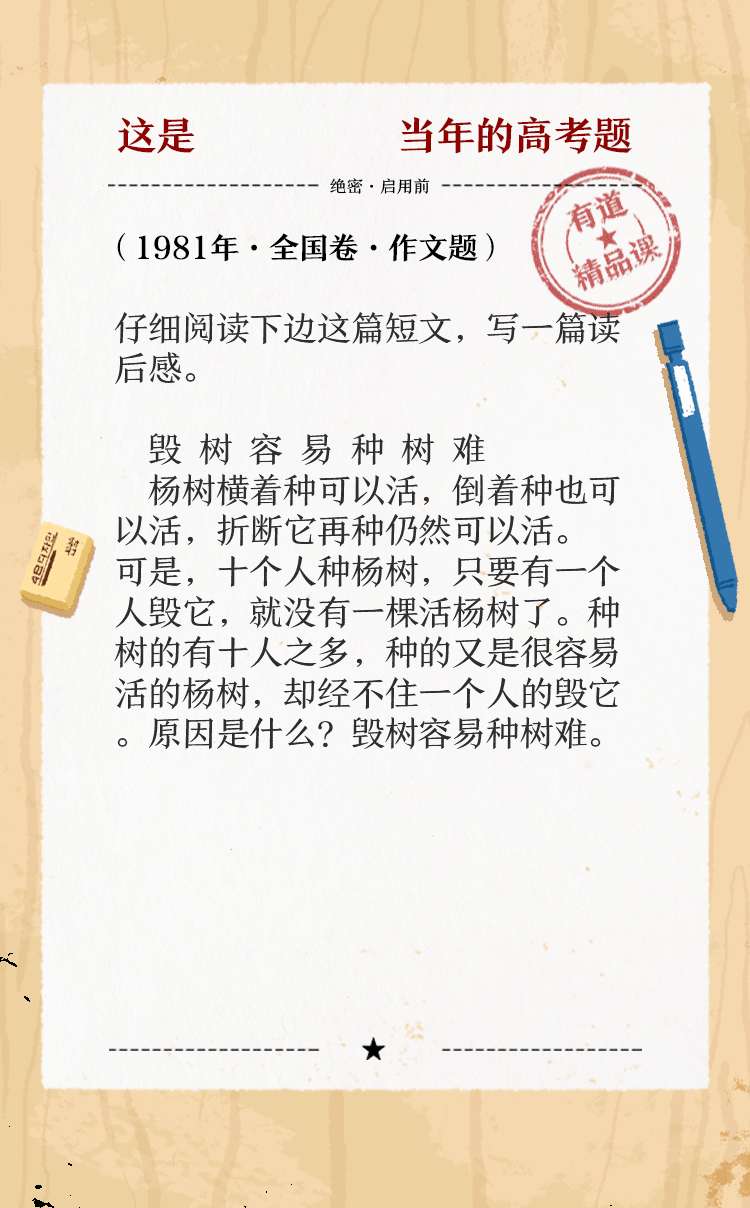 这是 当年的高考题
绝密·启用前
有道
精品课
(1981年·全国卷·作文题)
仔细阅读下边这篇短文，写一篇读
后感。
毁 树 容 易 种 树 难
杨树横着种可以活，倒着种也可
以活，折断它再种仍然可以活。
可是，十个人种杨树，只要有一个
人毁它，就没有一棵活杨树了。种
树的有十人之多，种的又是很容易
活的杨树，却经不住一个人的毁它
。原因是什么？毁树容易种树难。